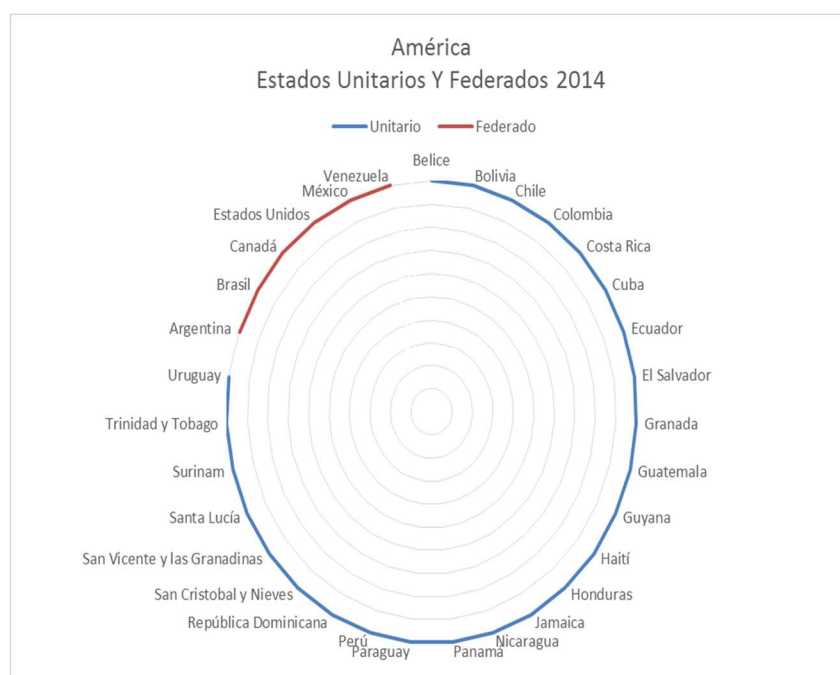 América
Estados Unitarios Y Federados 2014
Unitario
Federado
Belice
Bolivia
Chile
Colombia
Costa Rica
Cuba
Ecuador
El Salvador
Granada
Guatemala
Guyana
Haití
Honduras
Jamaica
Nicaragua
Panamá
Paraguay
Perú
República Dominicana
San Cristobal y Nieves
San Vicente y las Granadinas
Santa Lucía
Surinam
Trinidad y Tobago
Uruguay
Argentina
Brasil
Canadá
Estados Unidos
México
Venezuela